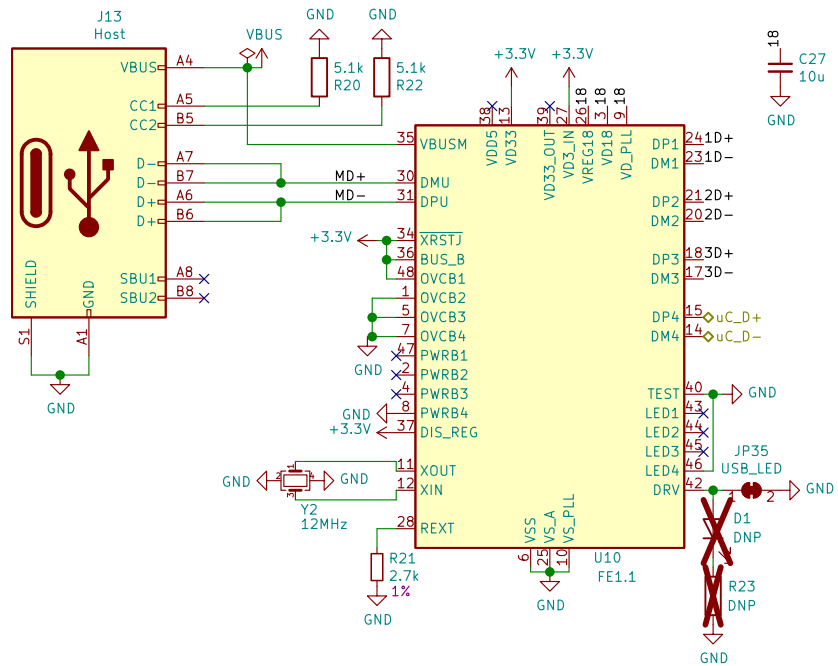 J13
Host
VBUS
A4
CC1
A5
CC2
B5
D-
A7
D-
B7
D+
A6
D+
B6
SBU1
A8
SBU2
B8
SHIELD
GND
S1
A1
GND
VBUS
GND
5.1k
R20
GND
5.1k
R22
MD+
MD-
+3.3V
+3.3V
18
18
18
38
13
39
27
26
3
9
VDD5
VD33
VD33_OUT
VD3_IN
VREG18
VD18
VD_PLL
18
C27
10u
GND
35
VBUSM
30
DMU
31
DPU
+3.3V
34
XRSTJ
36
BUS_B
48
OVCB1
1
OVCB2
5
OVCB3
7
OVCB4
GND
47
PWRB1
2
PWRB2
4
PWRB3
GND
8
PWRB4
+3.3V
37
DIS_REG
11
XOUT
12
XIN
GND
1
2
4
3
GND
Y2
12MHz
28
REXT
R21
2.7k
1%
GND
DP1
24
1D+
DM1
23
1D-
DP2
21
2D+
DM2
20
2D-
DP3
18
3D+
DM3
17
3D-
DP4
15
uC_D+
DM4
14
uC_D-
TEST
40
GND
LED1
43
LED2
44
LED3
45
LED4
46
DRV
42
JP35
USB_LED
1
2
GND
D1
DNP
R23
DNP
GND
VSS
VS_A
VS_PLL
6
25
10
GND
U10
FE1.1